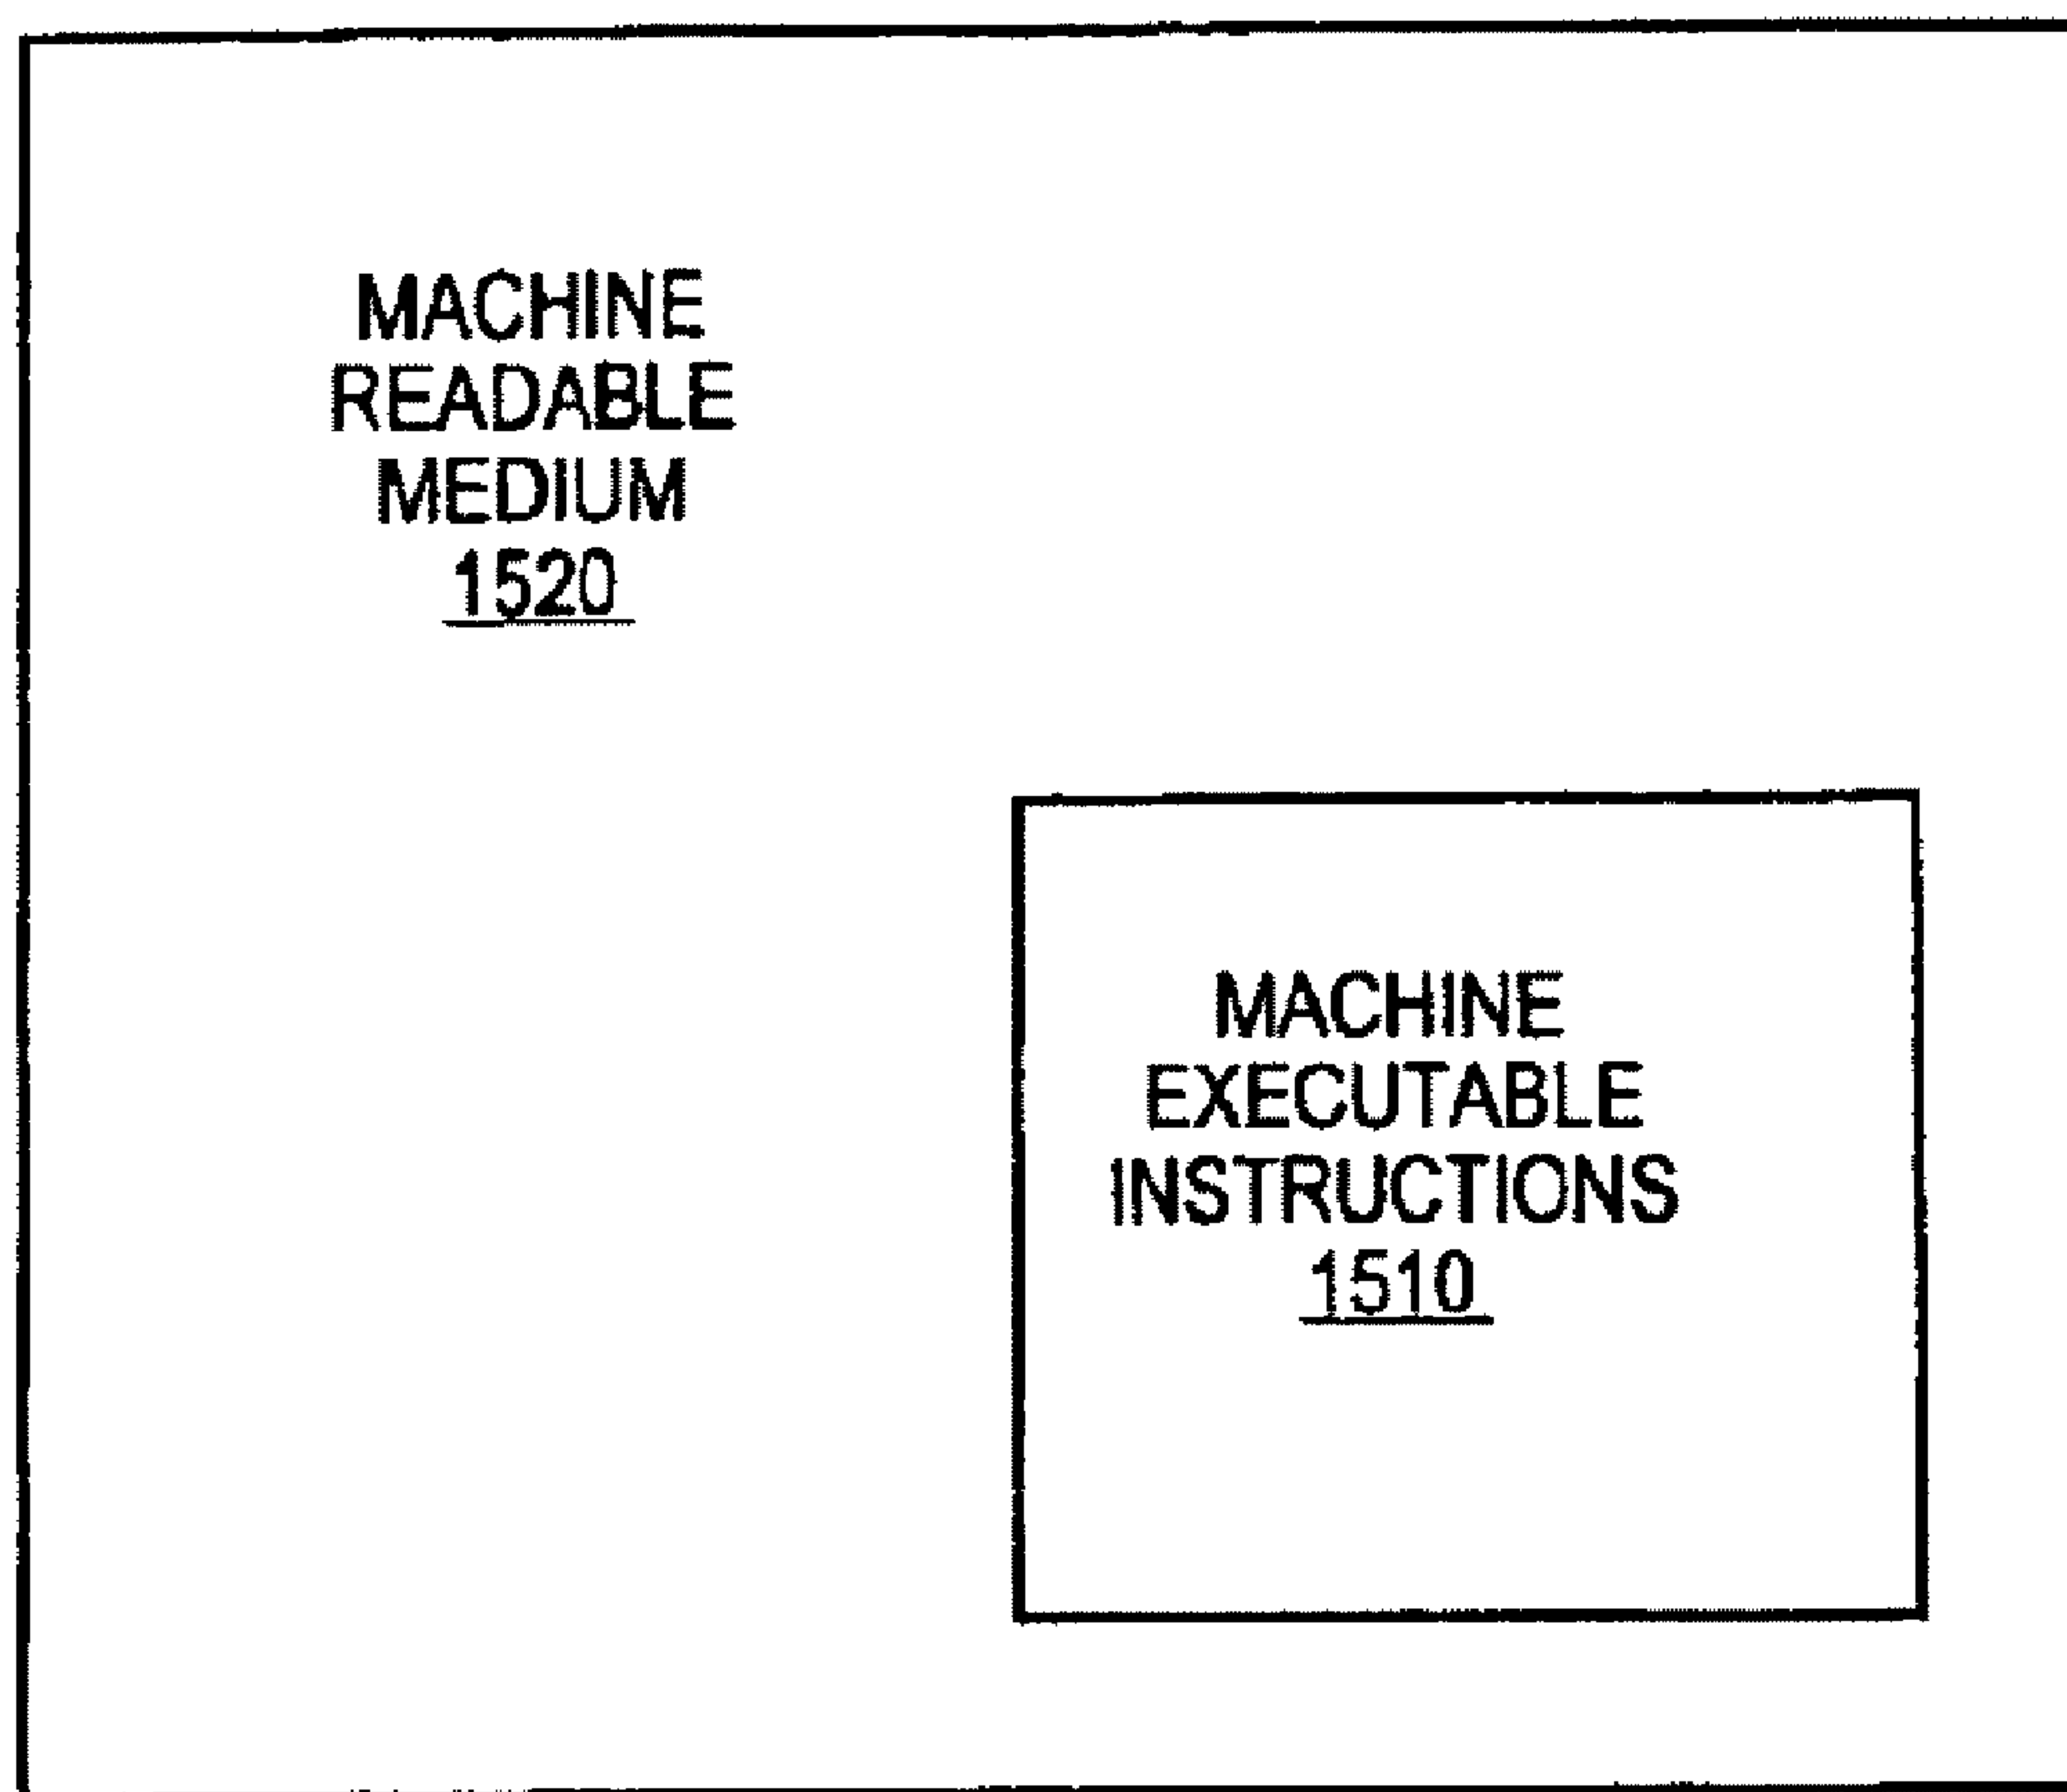 MACHINE
READABLE
MEDIUM
1520
MACHINE
EXECUTABLE
INSTRUCTIONS
1510